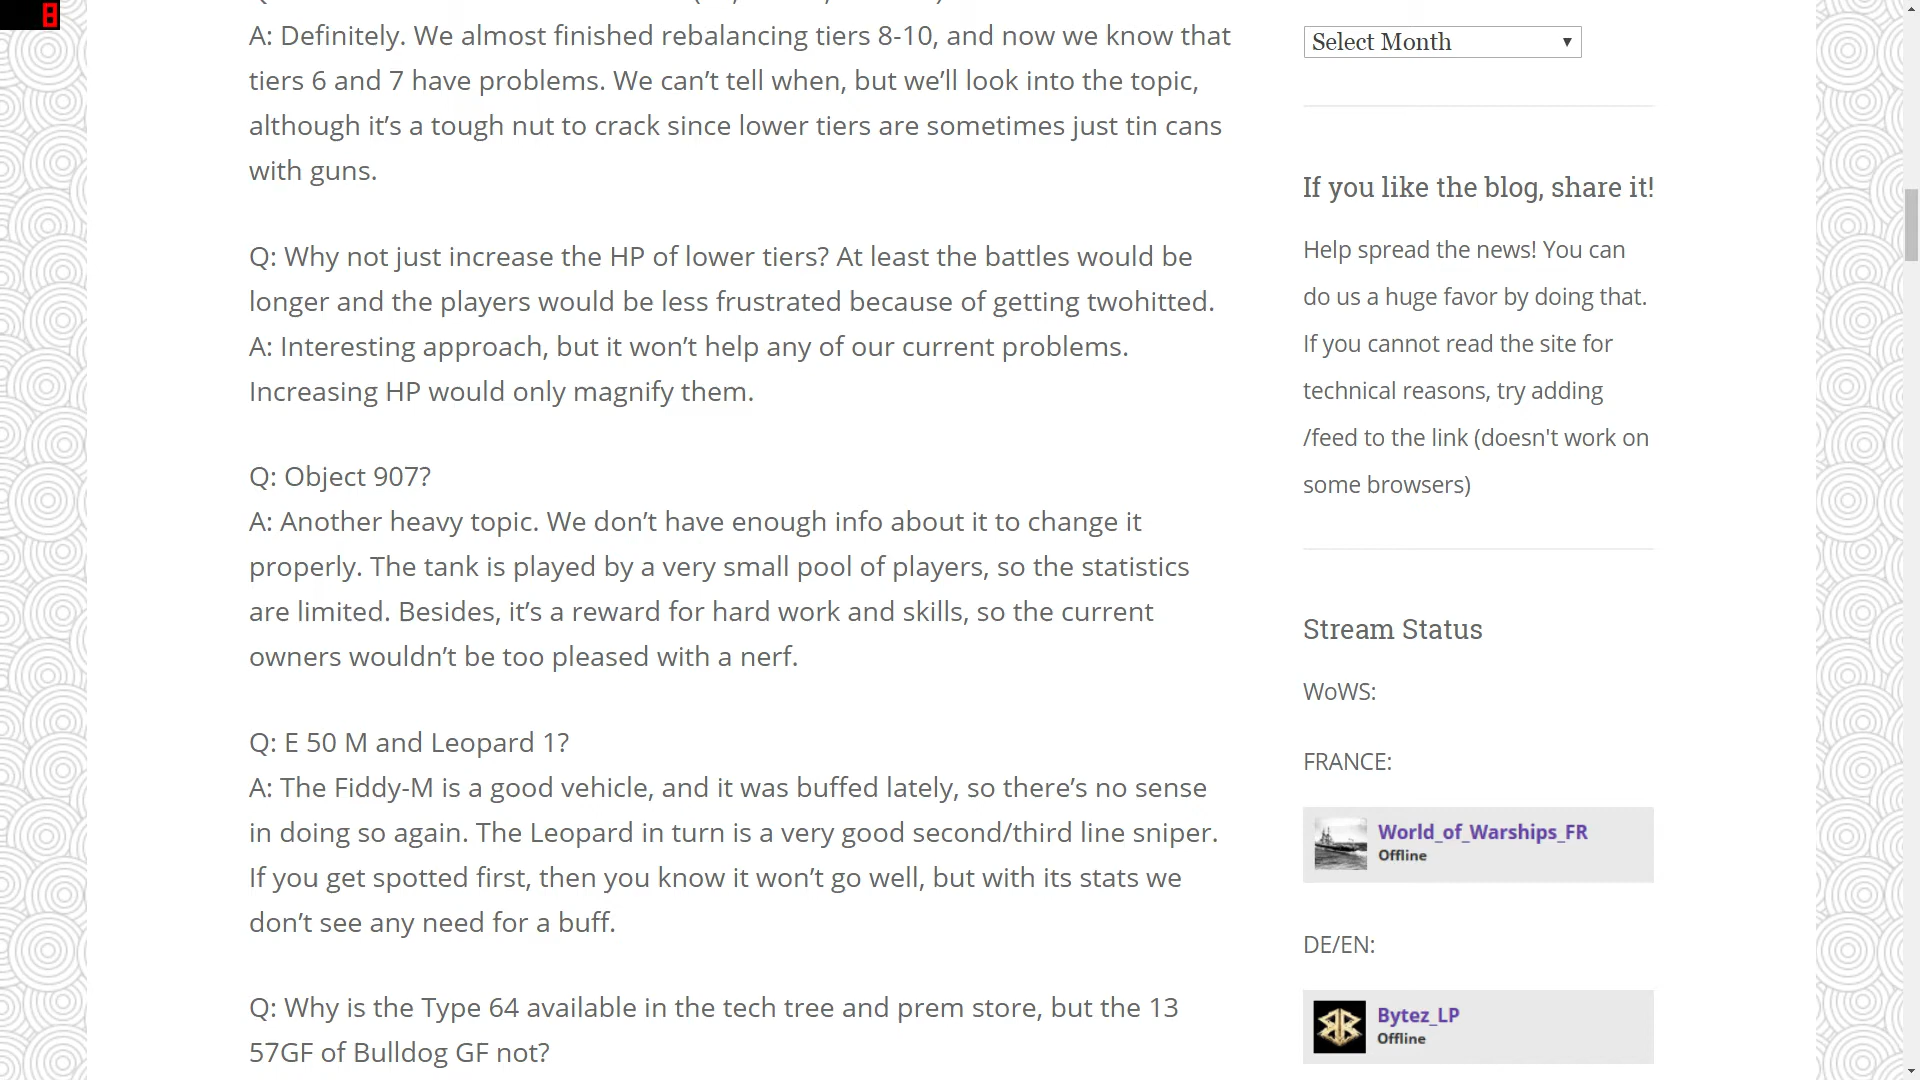 8
A: Definitely. We almost finished rebalancing tiers 8-10, and now we know that
tiers 6 and 7 have problems. We can’t tell when, but we’ll look into the topic,
although it’s a tough nut to crack since lower tiers are sometimes just tin cans
with guns.
Q: Why not just increase the HP of lower tiers? At least the battles would be
longer and the players would be less frustrated because of getting twohitted.
A: Interesting approach, but it won’t help any of our current problems.
Increasing HP would only magnify them.
Q: Object 907?
A: Another heavy topic. We don’t have enough info about it to change it
properly. The tank is played by a very small pool of players, so the statistics
are limited. Besides, it’s a reward for hard work and skills, so the current
owners wouldn’t be too pleased with a nerf.
Q: E 50 M and Leopard 1?
A: The Fiddy-M is a good vehicle, and it was buffed lately, so there’s no sense
in doing so again. The Leopard in turn is a very good second/third line sniper.
If you get spotted first, then you know it won’t go well, but with its stats we
don’t see any need for a buff.
Q: Why is the Type 64 available in the tech tree and prem store, but the 13
57GF of Bulldog GF not?
Select Month
If you like the blog, share it!
Help spread the news! You can
do us a huge favor by doing that.
If you cannot read the site for
technical reasons, try adding
/feed to the link (doesn't work on
some browsers)
Stream Status
WoWS:
FRANCE:
World_of_Warships_FR
Offline
DE/EN:
Bytez_LP
Offline